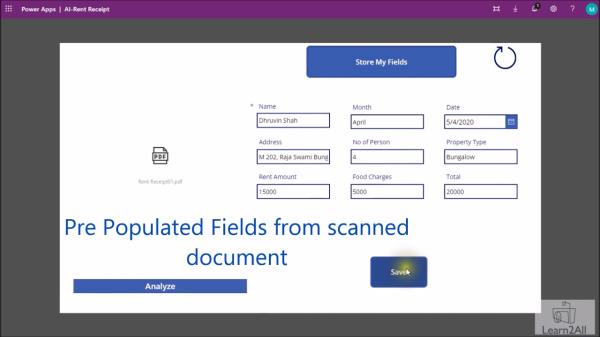 Power Apps | AI-Rent Receipt
M
Store My Fields
* Name
Month
Date
Dhruvin Shah
April
5/4/2020
Address
No of Person
Property Type
M 202, Raja Swami Bung
4
Bungalow
Rent Amount
Food Charges
Total
15000
5000
20000
PDF
Rent Receipt01.pdf
Pre Populated Fields from scanned
document
Save
Analyze
Learn2All